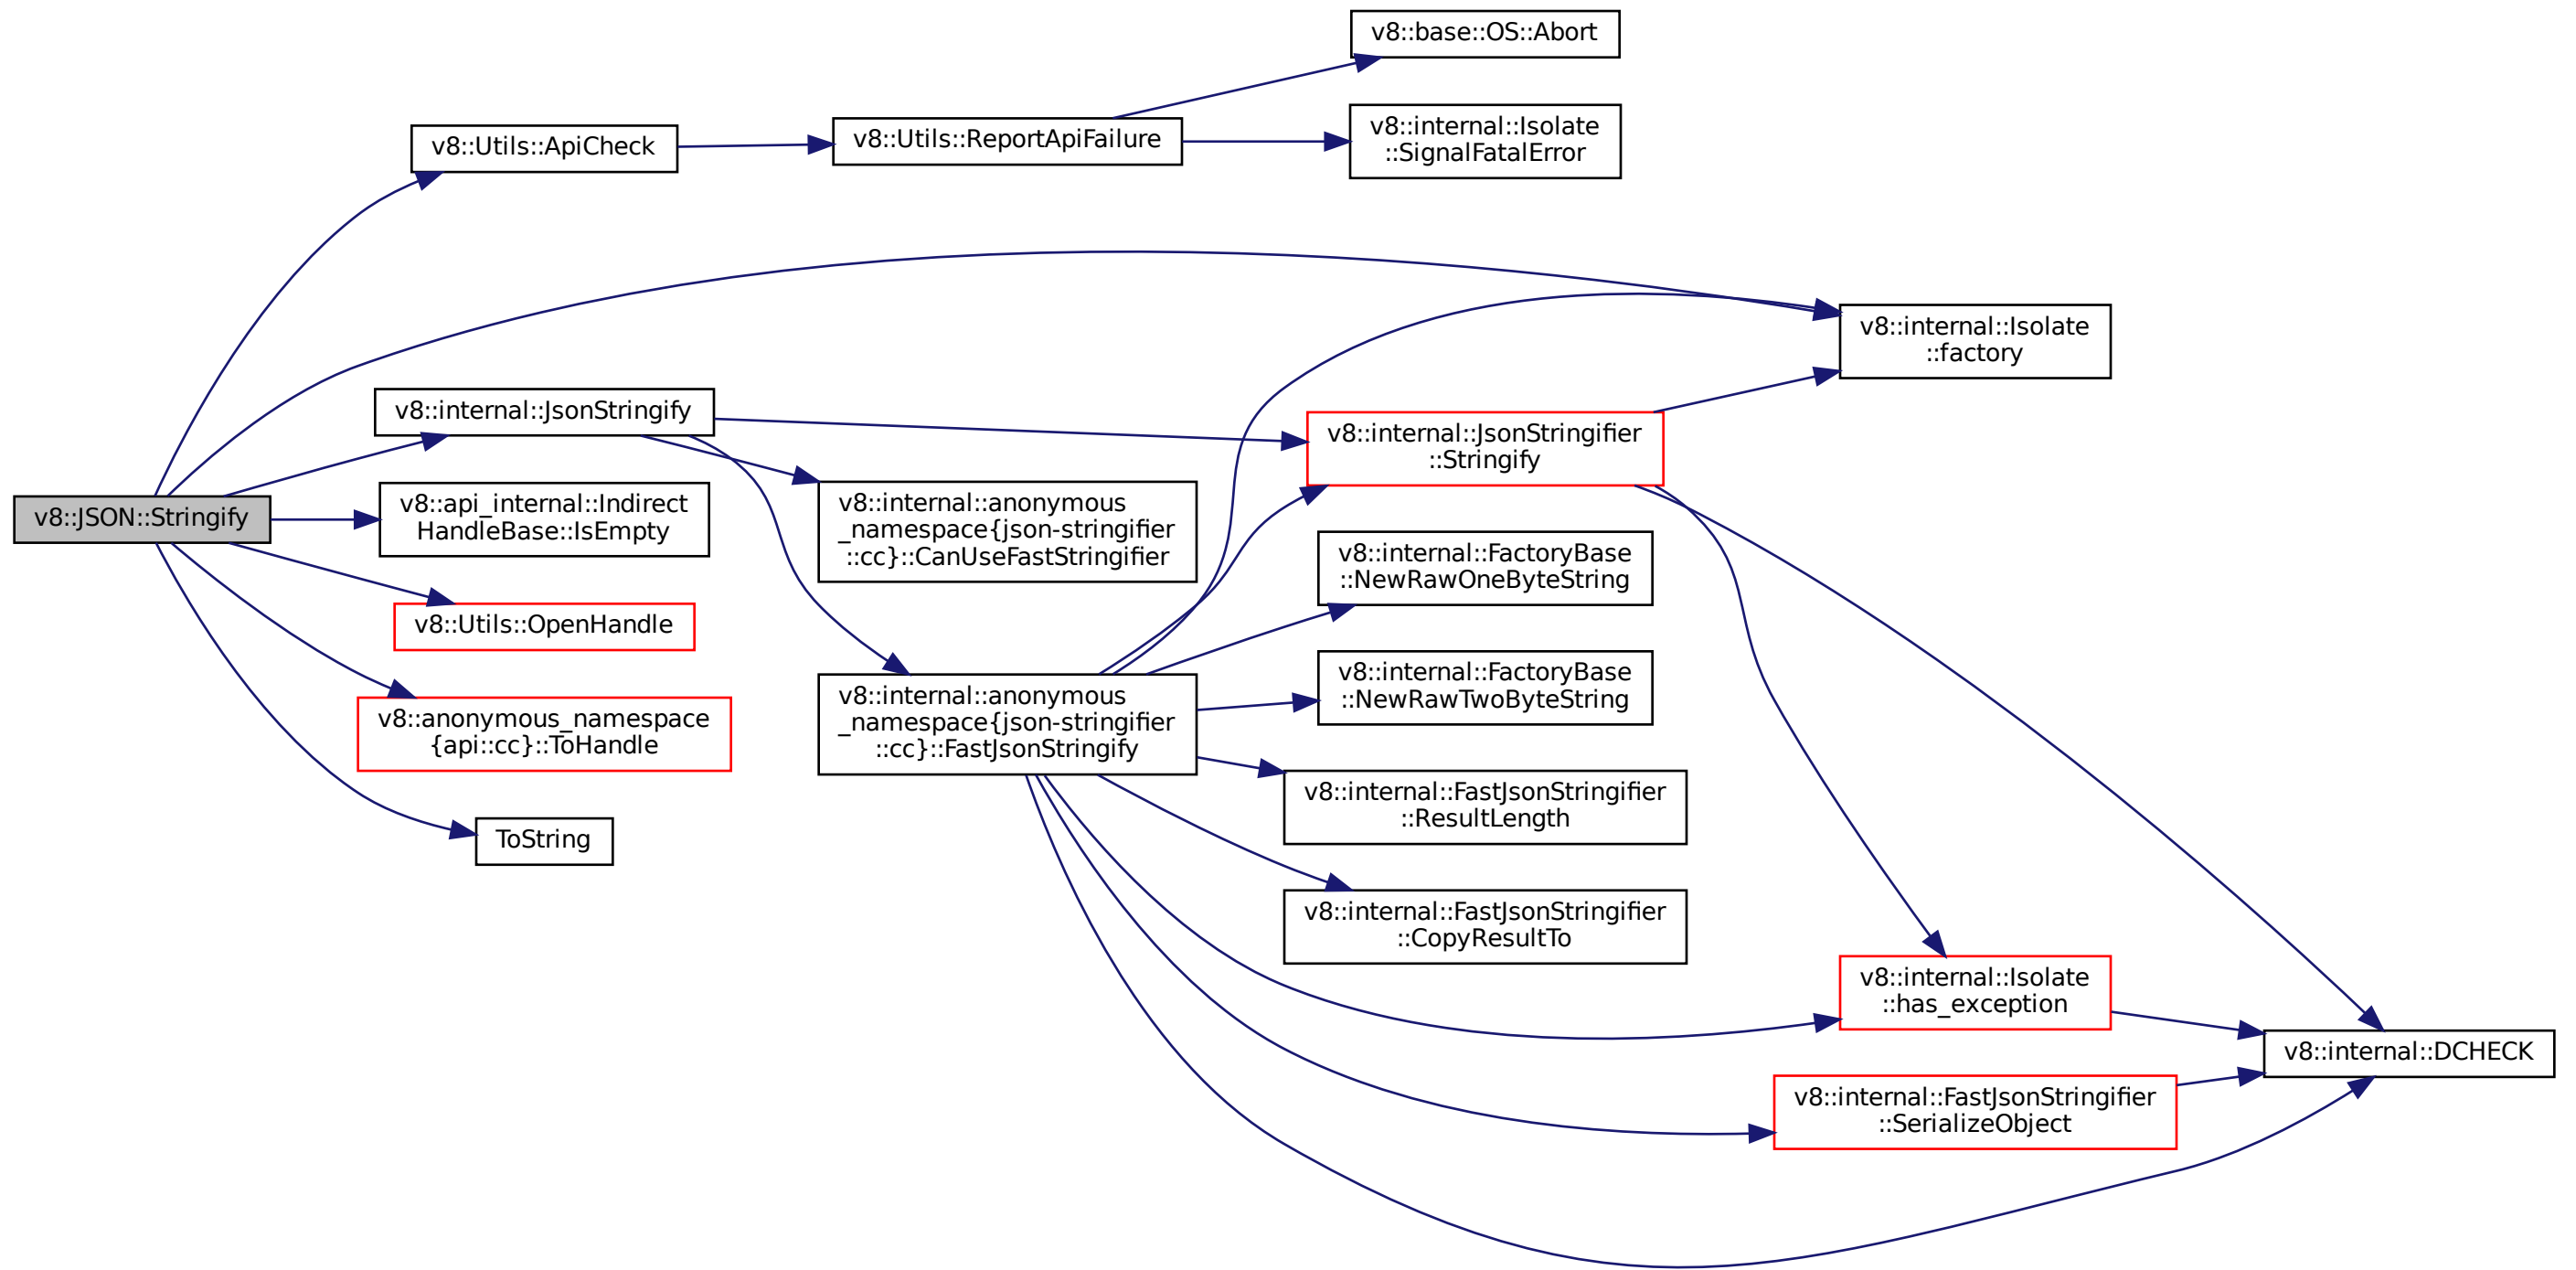 v8::JSON::Stringify
v8::Utils::ApiCheck
v8::Utils::ReportApiFailure
v8::base::OS::Abort
v8::internal::Isolate
::SignalFatalError
v8::internal::Isolate
::factory
v8::internal::JsonStringify
v8::internal::JsonStringifier
::Stringify
v8::internal::anonymous
_namespace{json-stringifier
::cc}::CanUseFastStringifier
v8::api_internal::Indirect
HandleBase::IsEmpty
v8::Utils::OpenHandle
v8::anonymous_namespace
{api::cc}::ToHandle
ToString
v8::internal::anonymous
_namespace{json-stringifier
::cc}::FastJsonStringify
v8::internal::FactoryBase
::NewRawOneByteString
v8::internal::FactoryBase
::NewRawTwoByteString
v8::internal::FastJsonStringifier
::ResultLength
v8::internal::FastJsonStringifier
::CopyResultTo
v8::internal::Isolate
::has_exception
v8::internal::FastJsonStringifier
::SerializeObject
v8::internal::DCHECK